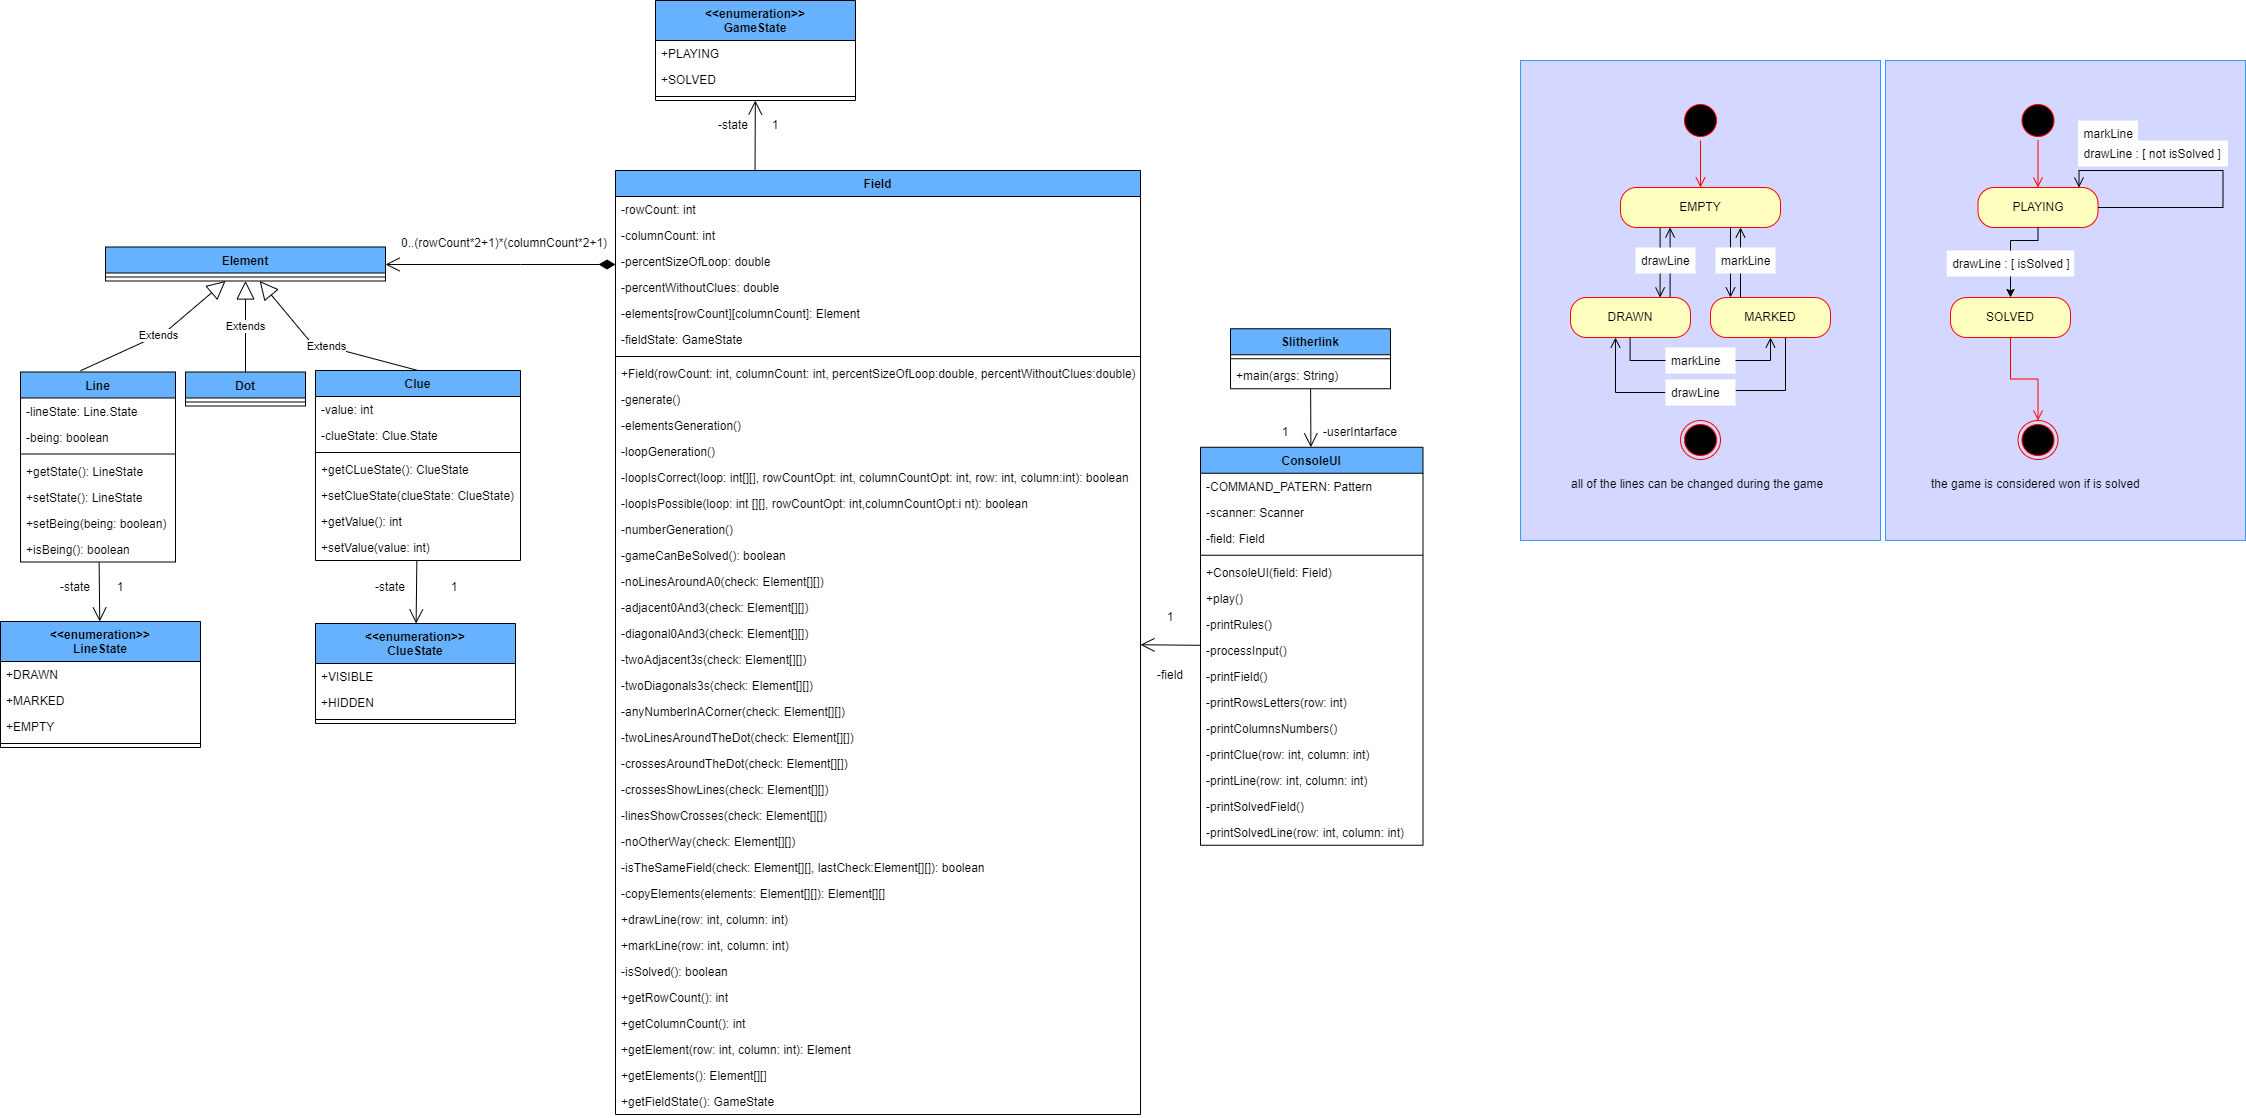 <<enumeration>>
GameState
+PLAYING
+SOLVED
-state
1
Field
-rowCount: int
-columnCount: int
-percentSizeOfLoop: double
-percentWithoutClues: double
-elements[rowCount][columnCount]: Element
-fieldState: GameState
+Field(rowCount: int, columnCount: int, percentSizeOfLoop:double, percentWithoutClues:double)
-generate()
-elementsGeneration()
-loopGeneration()
-loopIsCorrect(loop: int[][], rowCountOpt: int, columnCountOpt: int, row: int, column:int): boolean
-loopIsPossible(loop: int [][], rowCountOpt: int,columnCountOpt:i nt): boolean
-numberGeneration()
-gameCanBeSolved(): boolean
-noLinesAroundA0(check: Element[][])
-adjacent0And3(check: Element[][])
-diagonal0And3(check: Element[][])
-twoAdjacent3s(check: Element[][])
-twoDiagonals3s(check: Element[][])
-anyNumberInACorner(check: Element[][])
-twoLinesAroundTheDot(check: Element[][])
-crossesAroundTheDot(check: Element[][])
-crossesShowLines(check: Element[][])
-linesShowCrosses(check: Element[][])
-noOtherWay(check: Element[][])
-isTheSameField(check: Element[][], lastCheck:Element[][]): boolean
-copyElements(elements: Element[][]): Element[][]
+drawLine(row: int, column: int)
+markLine(row: int, column: int)
-isSolved(): boolean
+getRowCount(): int
+getColumnCount(): int
+getElement(row: int, column: int): Element
+getElements(): Element[][]
+getFieldState(): GameState
0..(rowCount*2+1)*(columnCount*2+1)
Element
Extends
Extends
Extends
Line
-lineState: Line.State
-being: boolean
+getState(): LineState
+setState(): LineState
+setBeing(being: boolean)
+isBeing(): boolean
Dot
Clue
-value: int
-clueState: Clue.State
+getCLueState(): ClueState
+setClueState(clueState: ClueState)
+getValue(): int
+setValue(value: int)
-state
1
-state
1
<<enumeration>>
LineState
+DRAWN
+MARKED
+EMPTY
<<enumeration>>
ClueState
+VISIBLE
+HIDDEN
Slitherlink
+main(args: String)
1
-userIntarface
ConsoleUI
-COMMAND_PATERN: Pattern
-scanner: Scanner
-field: Field
+ConsoleUI(field: Field)
+play()
-printRules()
-processInput()
-printField()
-printRowsLetters(row: int)
-printColumnsNumbers()
-printClue(row: int, column: int)
-printLine(row: int, column: int)
-printSolvedField()
-printSolvedLine(row: int, column: int)
1
-field
EMPTY
drawLine
markLine
DRAWN
MARKED
markLine
drawLine
all of the lines can be changed during the game
markLine
drawLine : [ not isSolved ]
PLAYING
drawLine : [ isSolved ]
SOLVED
the game is considered won if is solved